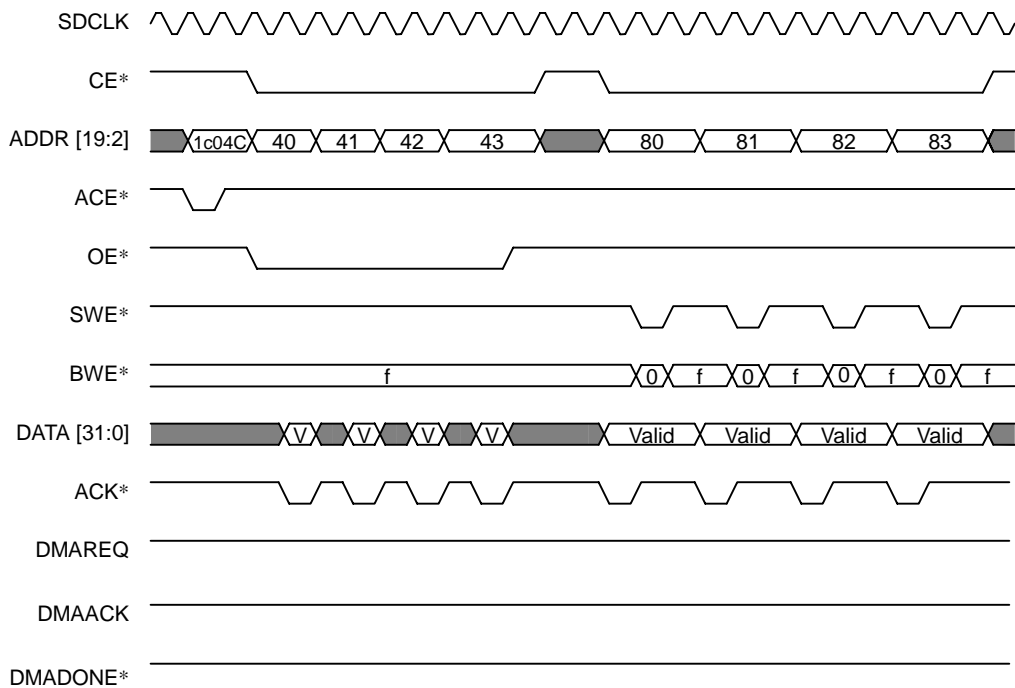 SDCLK
CE*
ADDR [19:2] 1c04C 40 41 42 43 80 81 82 83
ACE*
OE*
SWE*
BWE* f 0 f 0 f 0 f 0 f
DATA [31:0] V V V V Valid Valid Valid Valid
ACK*
DMAREQ
DMAACK
DMADONE*